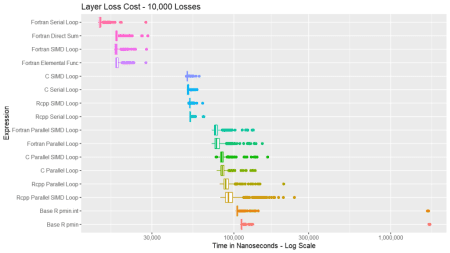 Layer Loss Cost - 10,000 Losses
Expression
Fortran Serial Loop
Fortran Direct Sum
Fortran SIMD Loop
Fortran Elemental Func
C SIMD Loop
C Serial Loop
Rcpp SIMD Loop
Rcpp Serial Loop
Fortran Parallel SIMD Loop
Fortran Parallel Loop
C Parallel SIMD Loop
C Parallel Loop
Rcpp Parallel Loop
Rcpp Parallel SIMD Loop
Base R pmin.int
Base R pmin
30,000 100,000 300,000 1,000,000
Time in Nanoseconds - Log Scale